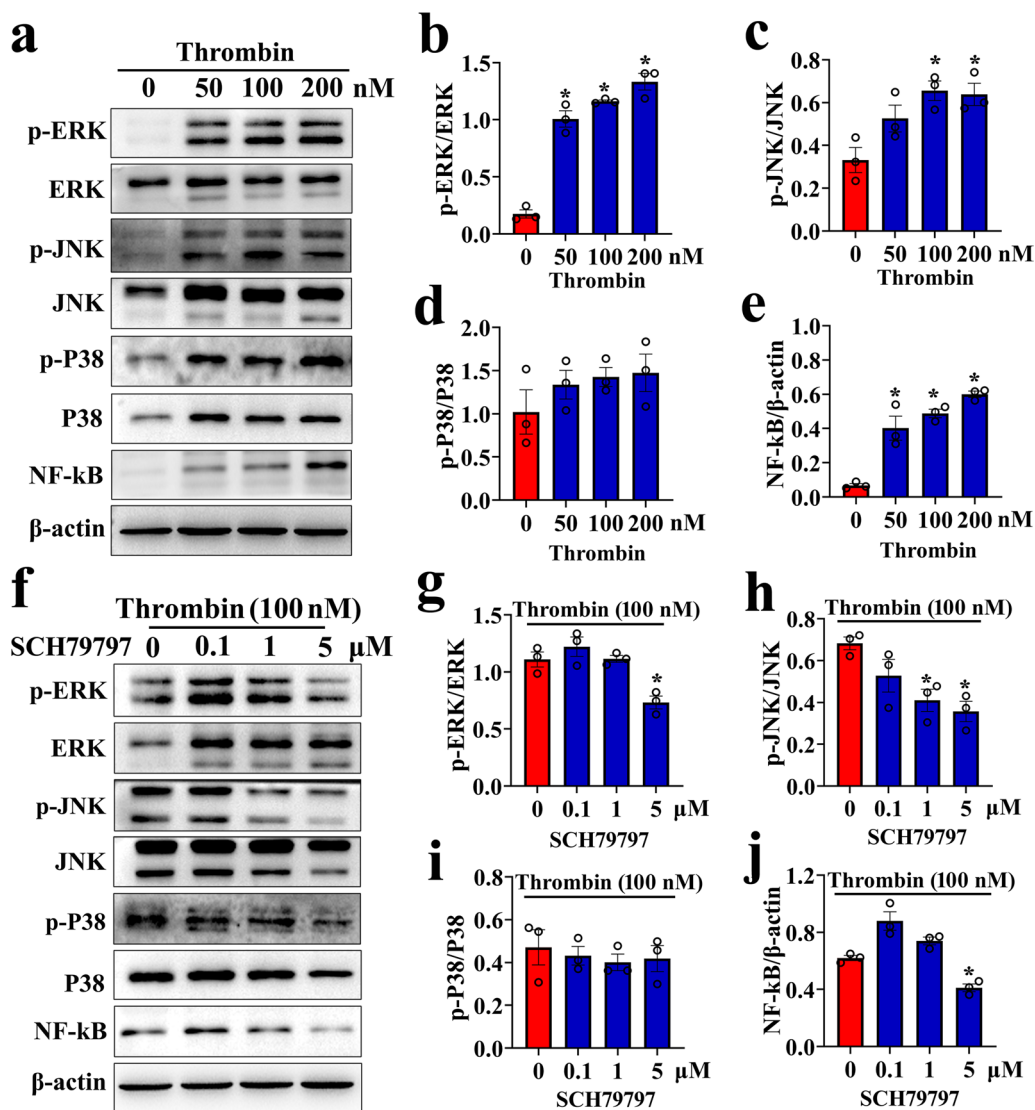 a
Thrombin
0 50 100 200 nM
p-ERK
ERK
p-JNK
JNK
p-P38
P38
NF-kB
β-actin
b
p-ERK/ERK
1.5
1.0
0.5
0.0
* * *
0 50 100 200 nM
Thrombin
c
p-JNK/JNK
0.8
0.6
0.4
0.2
0.0
* *
0 50 100 200 nM
Thrombin
d
p-P38/P38
2.0
1.5
1.0
0.5
0.0
0 50 100 200 nM
Thrombin
e
NF-kB/β-actin
1.0
0.8
0.6
0.4
0.2
0.0
* * *
0 50 100 200 nM
Thrombin
f
Thrombin (100 nM)
SCH79797 0 0.1 1 5 μM
p-ERK
ERK
p-JNK
JNK
p-P38
P38
NF-kB
β-actin
g
Thrombin (100 nM)
p-ERK/ERK
1.5
1.0
0.5
0.0
*
0 0.1 1 5 μM
SCH79797
h
Thrombin (100 nM)
p-JNK/JNK
0.8
0.6
0.4
0.2
0.0
* *
0 0.1 1 5 μM
SCH79797
i
Thrombin (100 nM)
p-P38/P38
0.8
0.6
0.4
0.2
0.0
0 0.1 1 5 μM
SCH79797
j
Thrombin (100 nM)
NF-kB/β-actin
1.2
0.8
0.4
0.0
*
0 0.1 1 5 μM
SCH79797